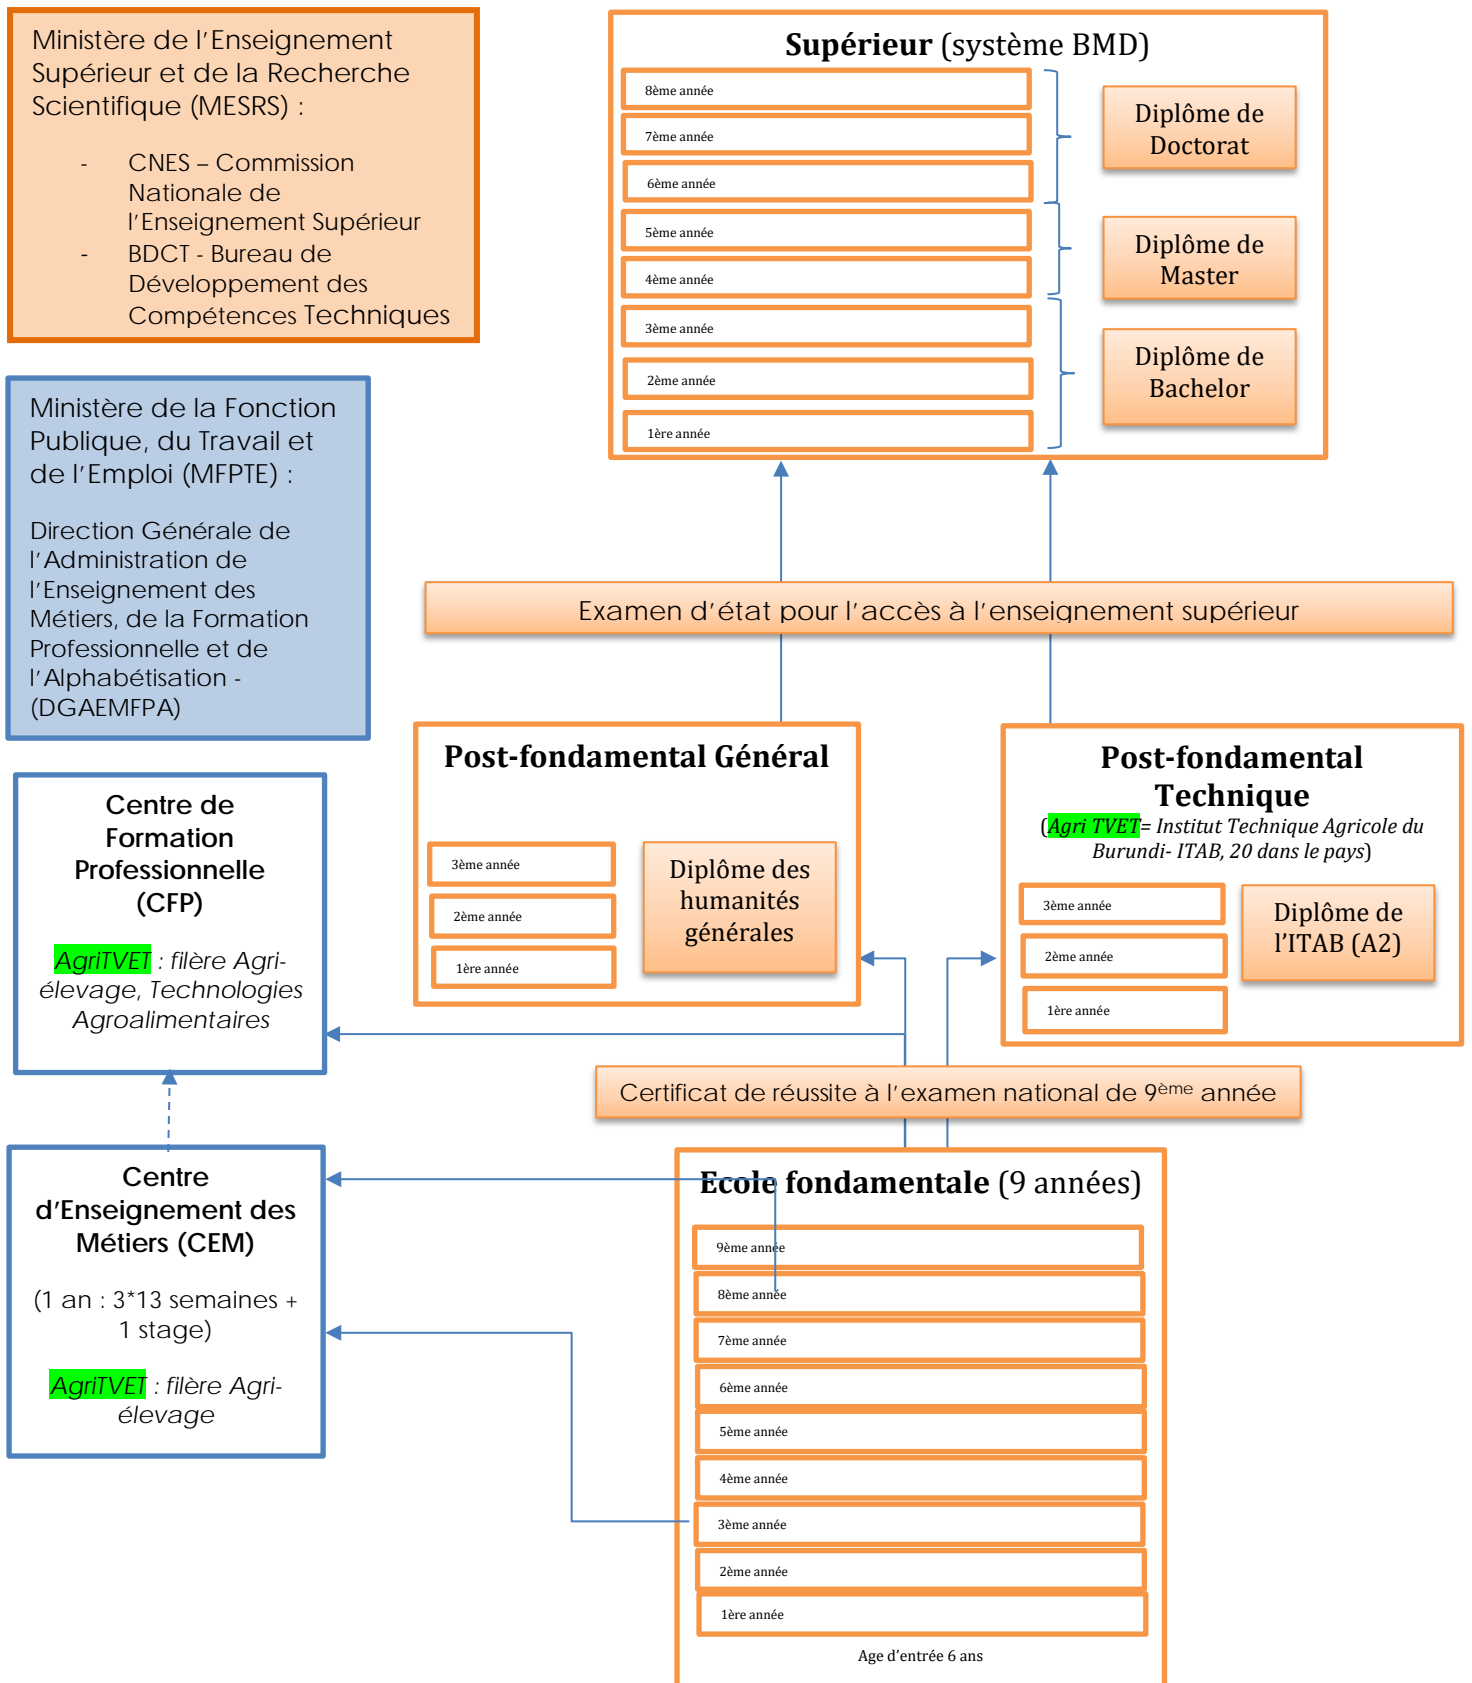 Ministère de l'Enseignement
Supérieur et de la Recherche
Scientifique (MESRS) :
- CNES – Commission
Nationale de
l'Enseignement Supérieur
- BDCT - Bureau de
Développement des
Compétences Techniques
Ministère de la Fonction
Publique, du Travail et
de l'Emploi (MFPTE) :
Direction Générale de
l'Administration de
l'Enseignement des
Métiers, de la Formation
Professionnelle et de
l'Alphabétisation -
(DGAEMFPA)
Supérieur (système BMD)
8ème année
7ème année
6ème année
5ème année
4ème année
3ème année
2ème année
1ère année
Diplôme de
Doctorat
Diplôme de
Master
Diplôme de
Bachelor
Examen d'état pour l'accès à l'enseignement supérieur
Post-fondamental Général
3ème année
2ème année
1ère année
Diplôme des
humanités
générales
Post-fondamental
Technique
(Agri TVET= Institut Technique Agricole du
Burundi- ITAB, 20 dans le pays)
3ème année
2ème année
1ère année
Diplôme de
l'ITAB (A2)
Centre de
Formation
Professionnelle
(CFP)
AgriTVET : filère Agri-
élevage, Technologies
Agroalimentaires
Certificat de réussite à l'examen national de 9ème année
Centre
d'Enseignement des
Métiers (CEM)
(1 an : 3*13 semaines +
1 stage)
AgriTVET : filère Agri-
élevage
Ecole fondamentale (9 années)
9ème année
8ème année
7ème année
6ème année
5ème année
4ème année
3ème année
2ème année
1ère année
Age d'entrée 6 ans